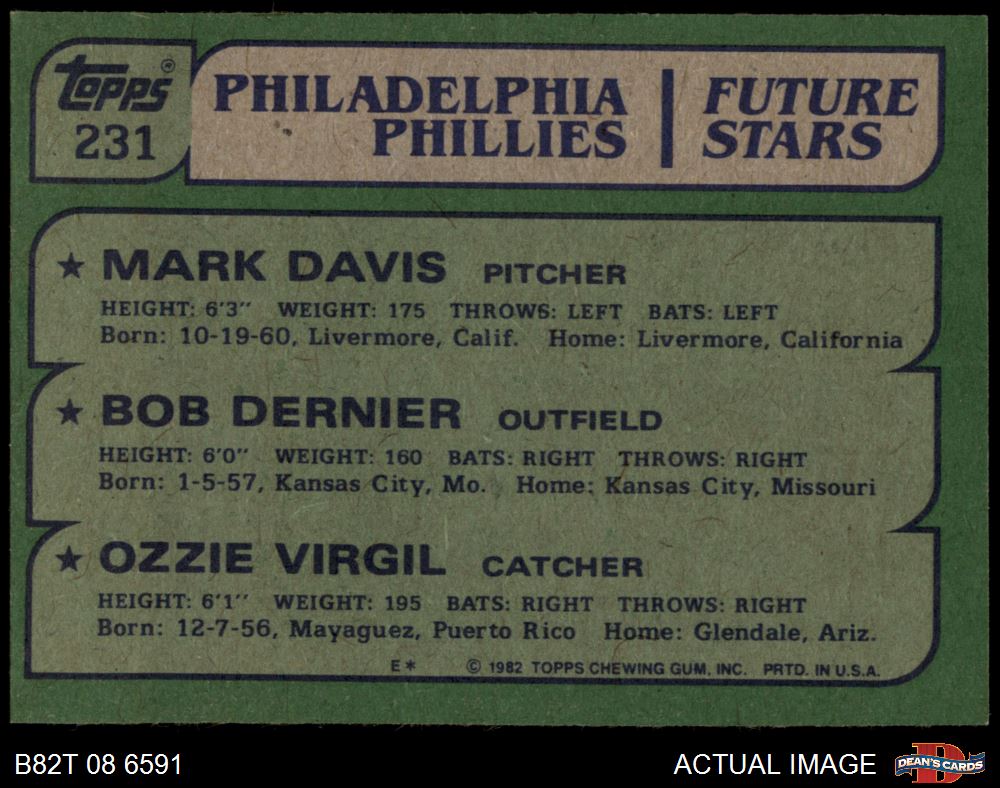 topps®
231
PHILADELPHIA PHILLIES
FUTURE STARS
★ MARK DAVIS PITCHER
HEIGHT: 6'3" WEIGHT: 175 THROWS: LEFT BATS: LEFT
Born: 10-19-60, Livermore, Calif. Home: Livermore, California
★ BOB DERNIER OUTFIELD
HEIGHT: 6'0" WEIGHT: 160 BATS: RIGHT THROWS: RIGHT
Born: 1-5-57, Kansas City, Mo. Home: Kansas City, Missouri
★ OZZIE VIRGIL CATCHER
HEIGHT: 6'1" WEIGHT: 195 BATS: RIGHT THROWS: RIGHT
Born: 12-7-56, Mayaguez, Puerto Rico Home: Glendale, Ariz.
E* © 1982 TOPPS CHEWING GUM, INC. PRTD. IN U.S.A.
B82T 08 6591 ACTUAL IMAGE
D
DEAN'S CARDS